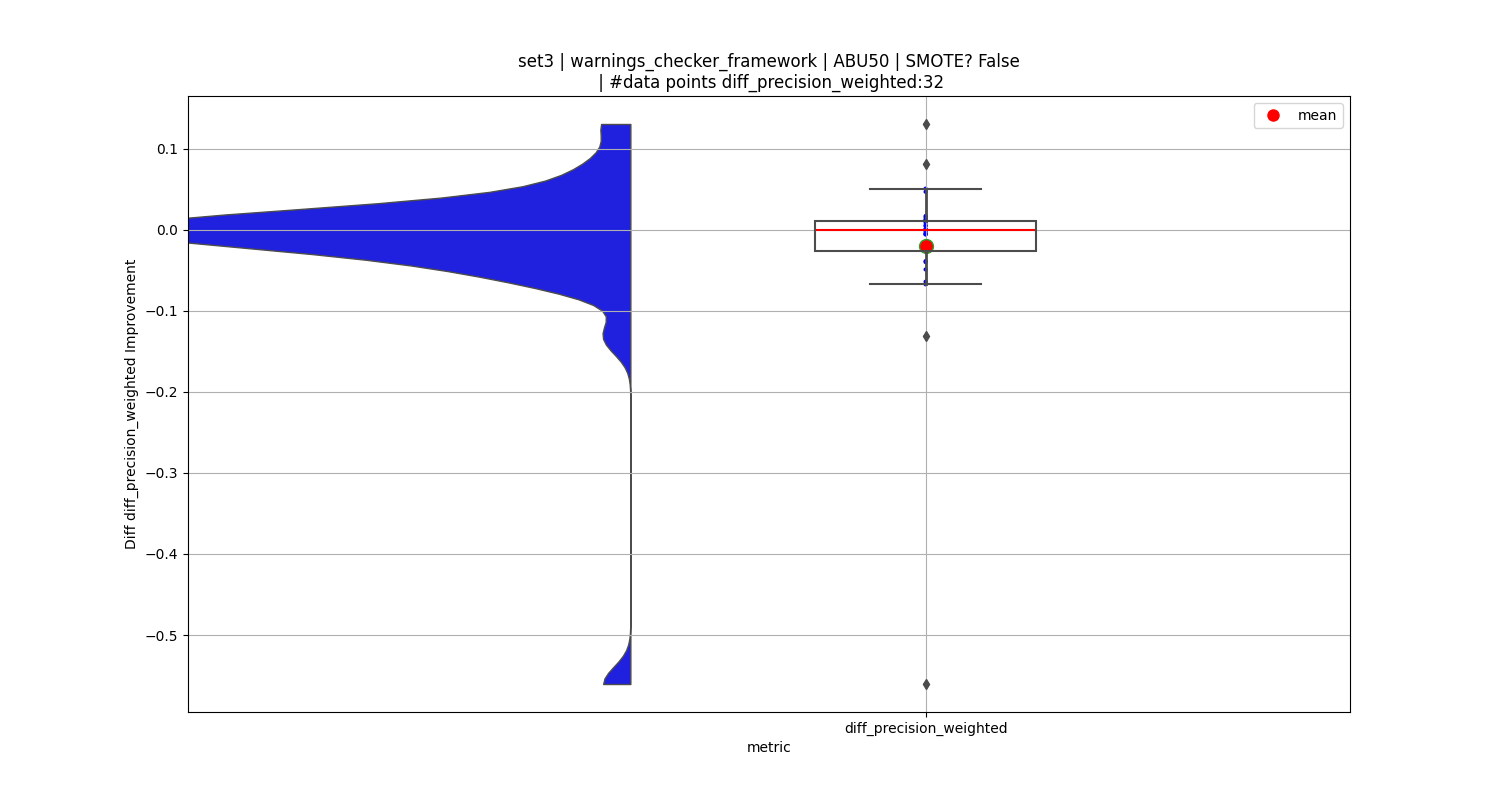 set3 | warnings_checker_framework | ABU50 | SMOTE? False
| #data points diff_precision_weighted:32
mean
0.1
0.0
−0.1
−0.2
−0.3
−0.4
−0.5
Diff diff_precision_weighted Improvement
diff_precision_weighted
metric